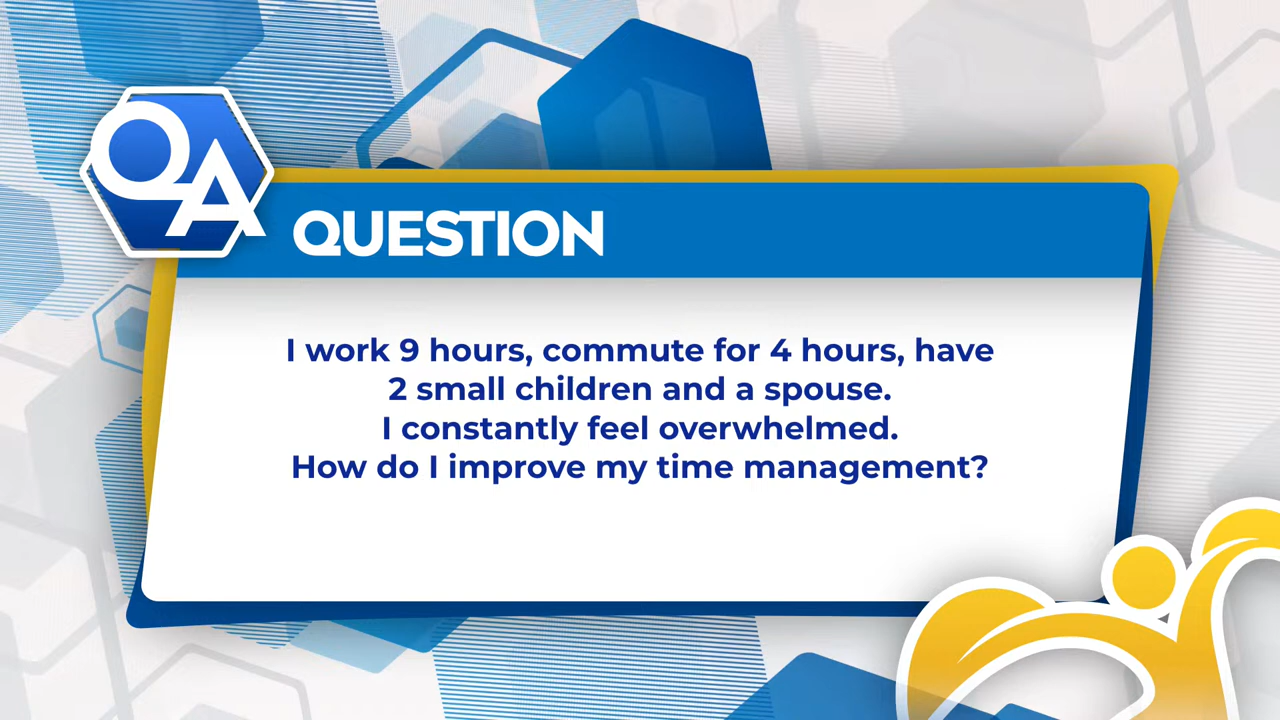 QA
QUESTION
I work 9 hours, commute for 4 hours, have
2 small children and a spouse.
I constantly feel overwhelmed.
How do I improve my time management?